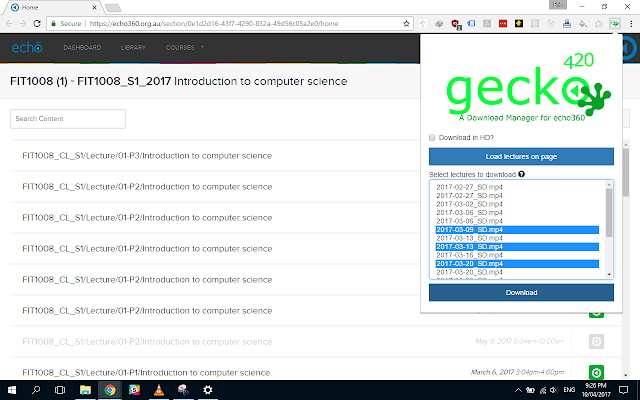 Home
Secure
https://echo360.org.au/section/0e1d2d16-43f7-4290-832a-49d56c05a2e0/home
echo
DASHBOARD
LIBRARY
COURSES
FIT1008 (1) - FIT1008_S1_2017 Introduction to computer science
Search Content
FIT1008_CL_S1/Lecture/01-P3/Introduction to computer science
FIT1008_CL_S1/Lecture/01-P2/Introduction to computer science
FIT1008_CL_S1/Lecture/01-P2/Introduction to computer science
FIT1008_CL_S1/Lecture/01-P2/Introduction to computer science
FIT1008_CL_S1/Lecture/01-P2/Introduction to computer science
FIT1008_CL_S1/Lecture/01-P2/Introduction to computer science
FIT1008_CL_S1/Lecture/01-P2/Introduction to computer science
May 9, 2017 9:04am-10:00am
FIT1008_CL_S1/Lecture/01-P1/Introduction to computer science
March 6, 2017 3:04pm-4:00pm
420
gecko
A Download Manager for echo360
Download in HD?
Load lectures on page
Select lectures to download
2017-02-27_SD.mp4
2017-02-27_SD.mp4
2017-03-02_SD.mp4
2017-03-06_SD.mp4
2017-03-06_SD.mp4
2017-03-09_SD.mp4
2017-03-13_SD.mp4
2017-03-13_SD.mp4
2017-03-16_SD.mp4
2017-03-20_SD.mp4
2017-03-20_SD.mp4
Download
ENG
9:26 PM
10/04/2017